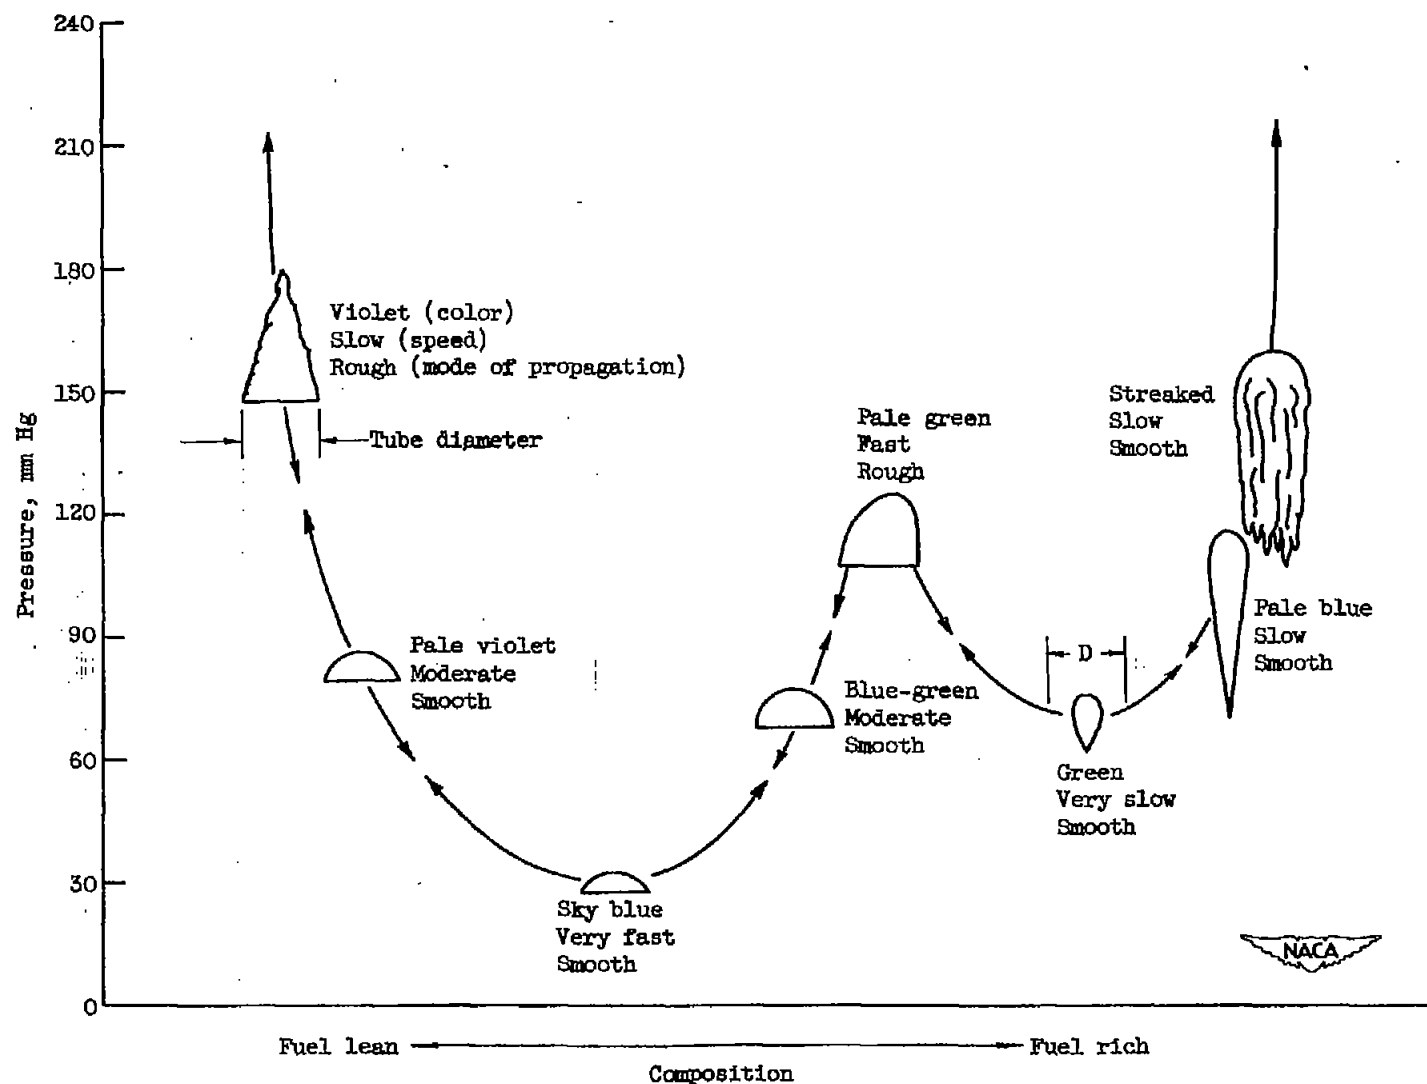 240
210
180
150
120
90
60
30
0
Pressure, mm Hg
Violet (color)
Slow (speed)
Rough (mode of propagation)
Tube diameter
Pale violet
Moderate
Smooth
Sky blue
Very fast
Smooth
Blue-green
Moderate
Smooth
Pale green
Fast
Rough
D
Green
Very slow
Smooth
Streaked
Slow
Smooth
Pale blue
Slow
Smooth
NACA
Fuel lean
Fuel rich
Composition